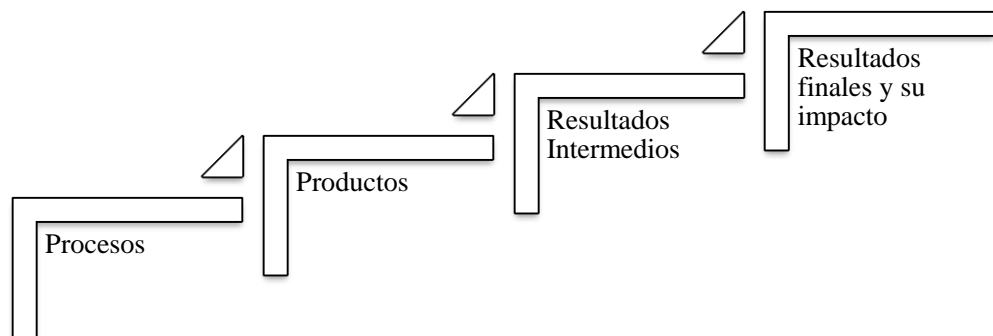 Procesos
Productos
Resultados
Intermedios
Resultados
finales y su
impacto